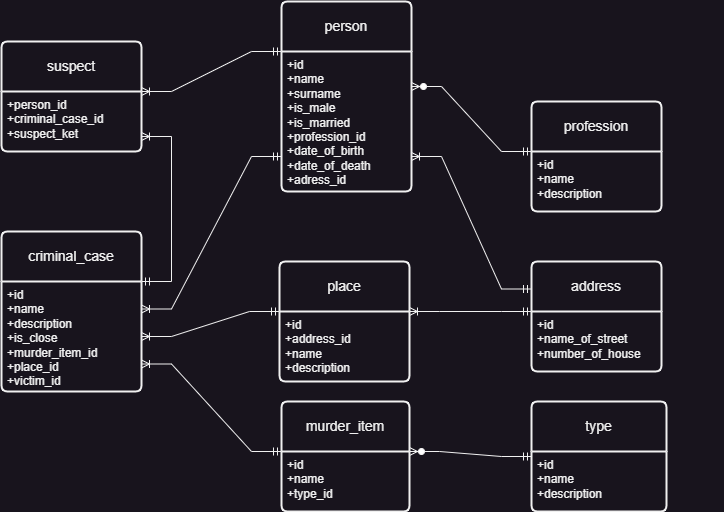 person
+id
+name
+surname
+is_male
+is_married
+profession_id
+date_of_birth
+date_of_death
+adress_id
suspect
+person_id
+criminal_case_id
+suspect_ket
profession
+id
+name
+description
criminal_case
+id
+name
+description
+is_close
+murder_item_id
+place_id
+victim_id
place
+id
+address_id
+name
+description
address
+id
+name_of_street
+number_of_house
murder_item
+id
+name
+type_id
type
+id
+name
+description